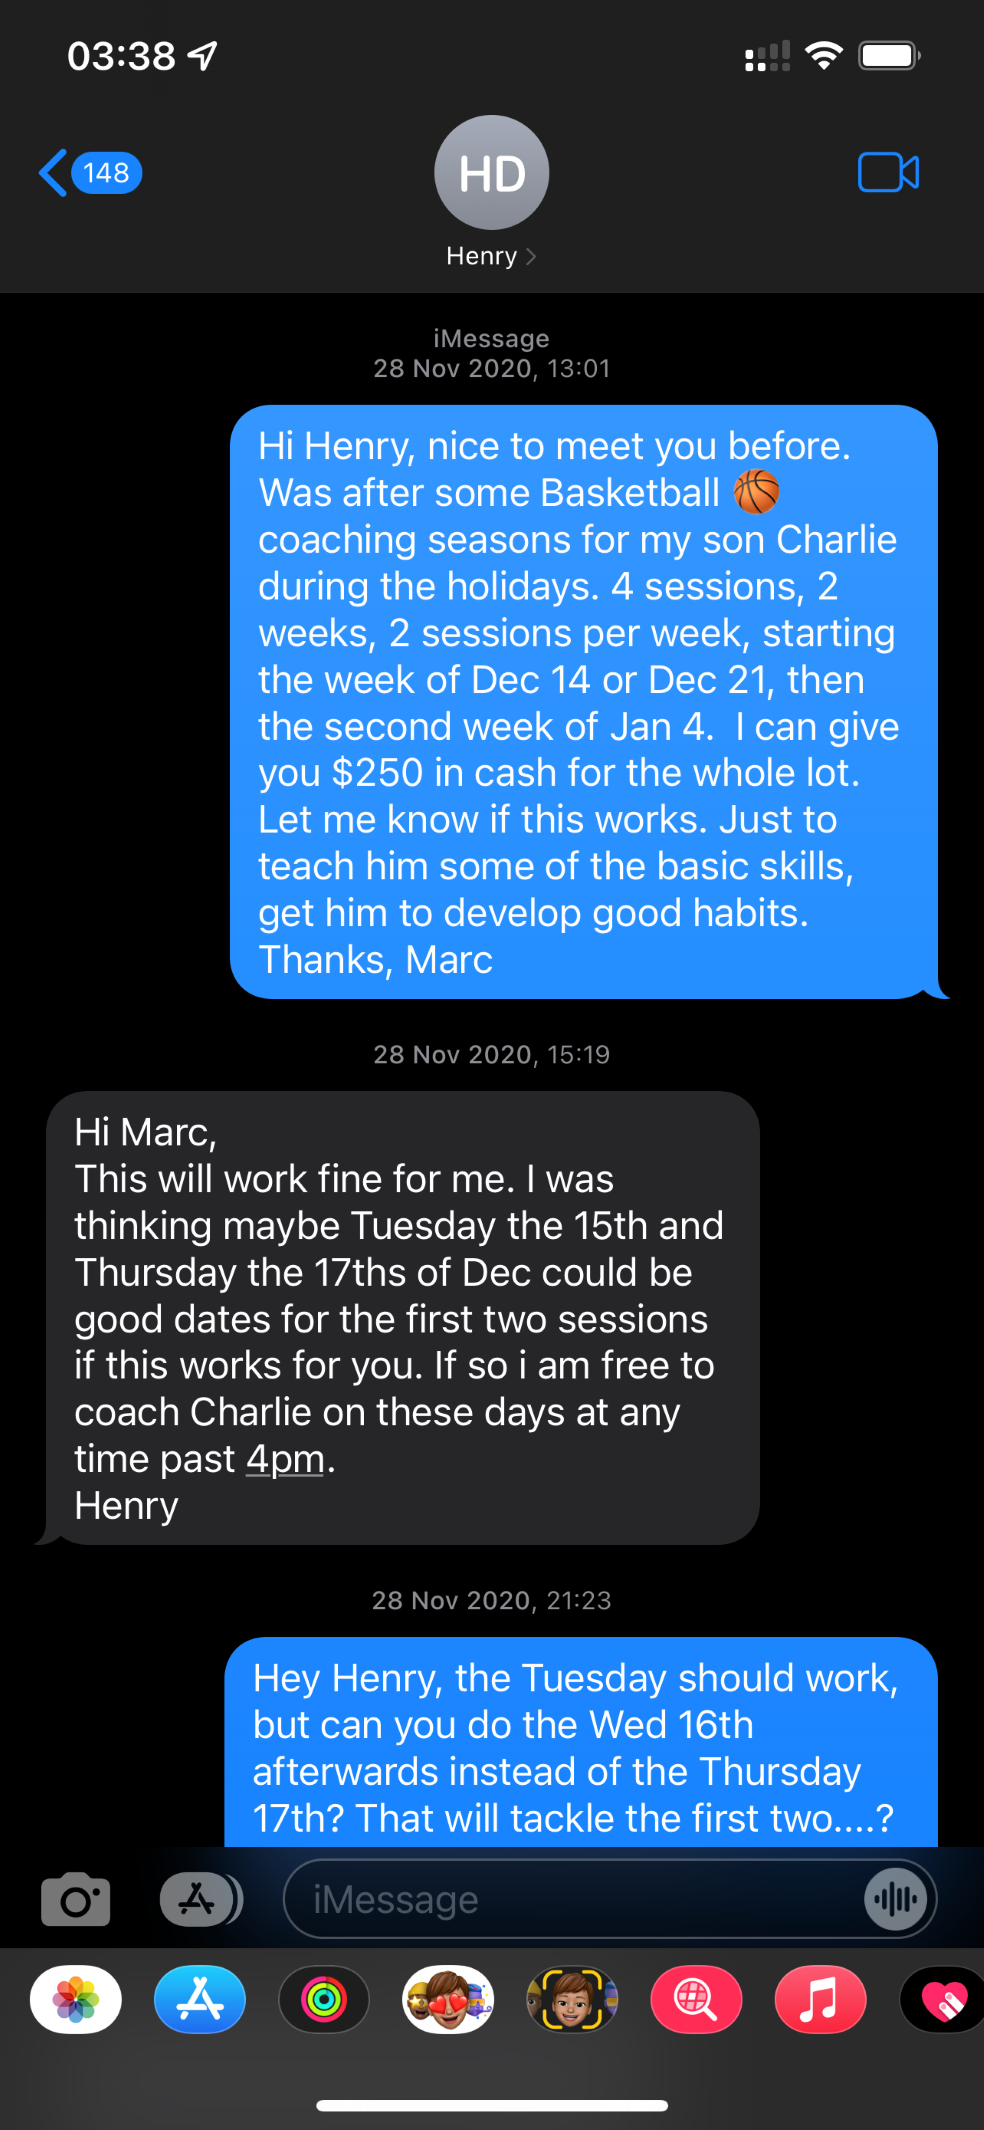 03:38
148
HD
Henry
iMessage
28 Nov 2020, 13:01
Hi Henry, nice to meet you before.
Was after some Basketball 🏀
coaching seasons for my son Charlie
during the holidays. 4 sessions, 2
weeks, 2 sessions per week, starting
the week of Dec 14 or Dec 21, then
the second week of Jan 4.  I can give
you $250 in cash for the whole lot.
Let me know if this works. Just to
teach him some of the basic skills,
get him to develop good habits.
Thanks, Marc
28 Nov 2020, 15:19
Hi Marc,
This will work fine for me. I was
thinking maybe Tuesday the 15th and
Thursday the 17ths of Dec could be
good dates for the first two sessions
if this works for you. If so i am free to
coach Charlie on these days at any
time past 4pm.
Henry
28 Nov 2020, 21:23
Hey Henry, the Tuesday should work,
but can you do the Wed 16th
afterwards instead of the Thursday
17th? That will tackle the first two....?
iMessage